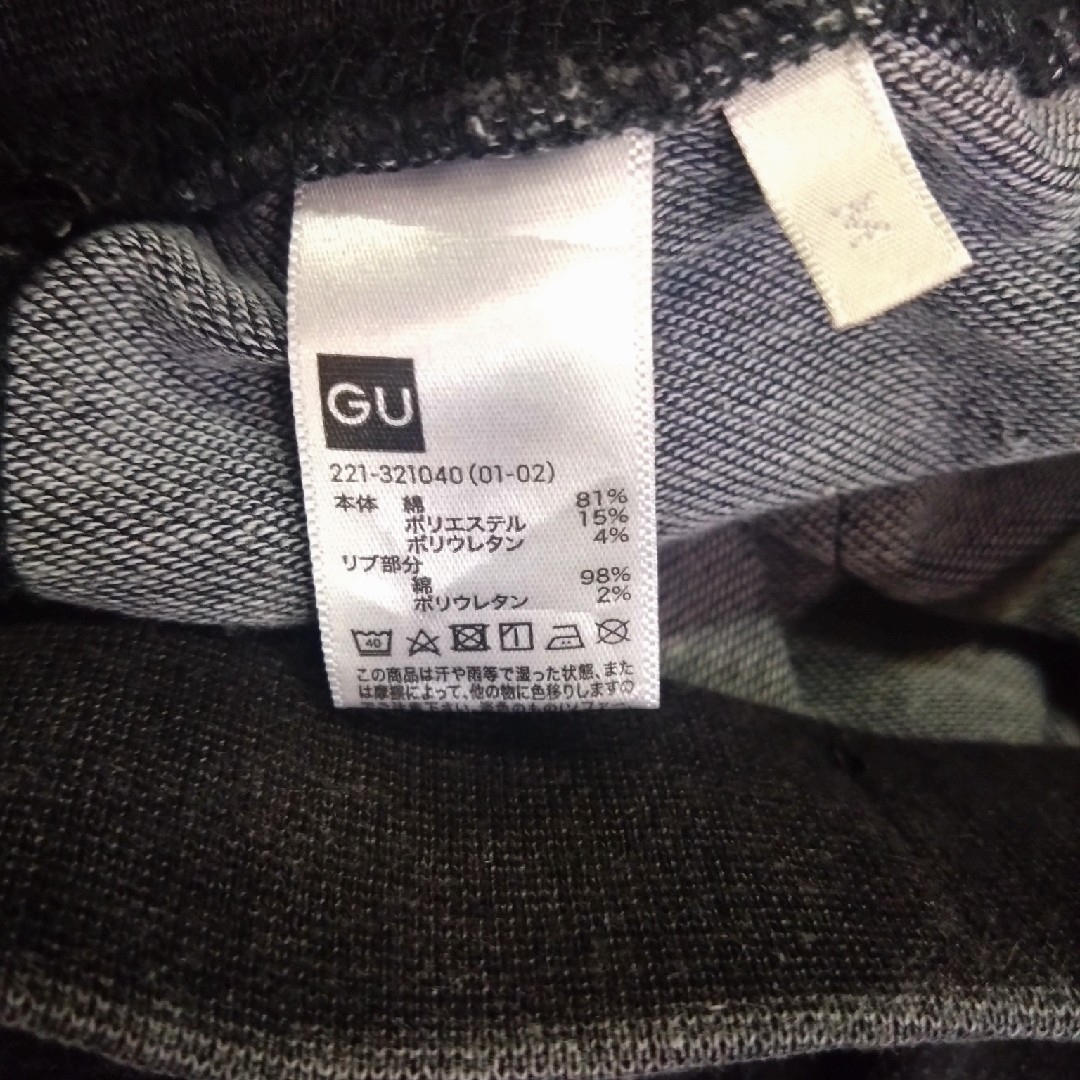 GU
221-321040(01-02)
本体 綿 81%
ポリエステル 15%
ポリウレタン 4%
リブ部分
綿 98%
ポリウレタン 2%
40
この商品は汗や雨等で湿った状態、また
は摩擦によって、他の物に色移りしますの